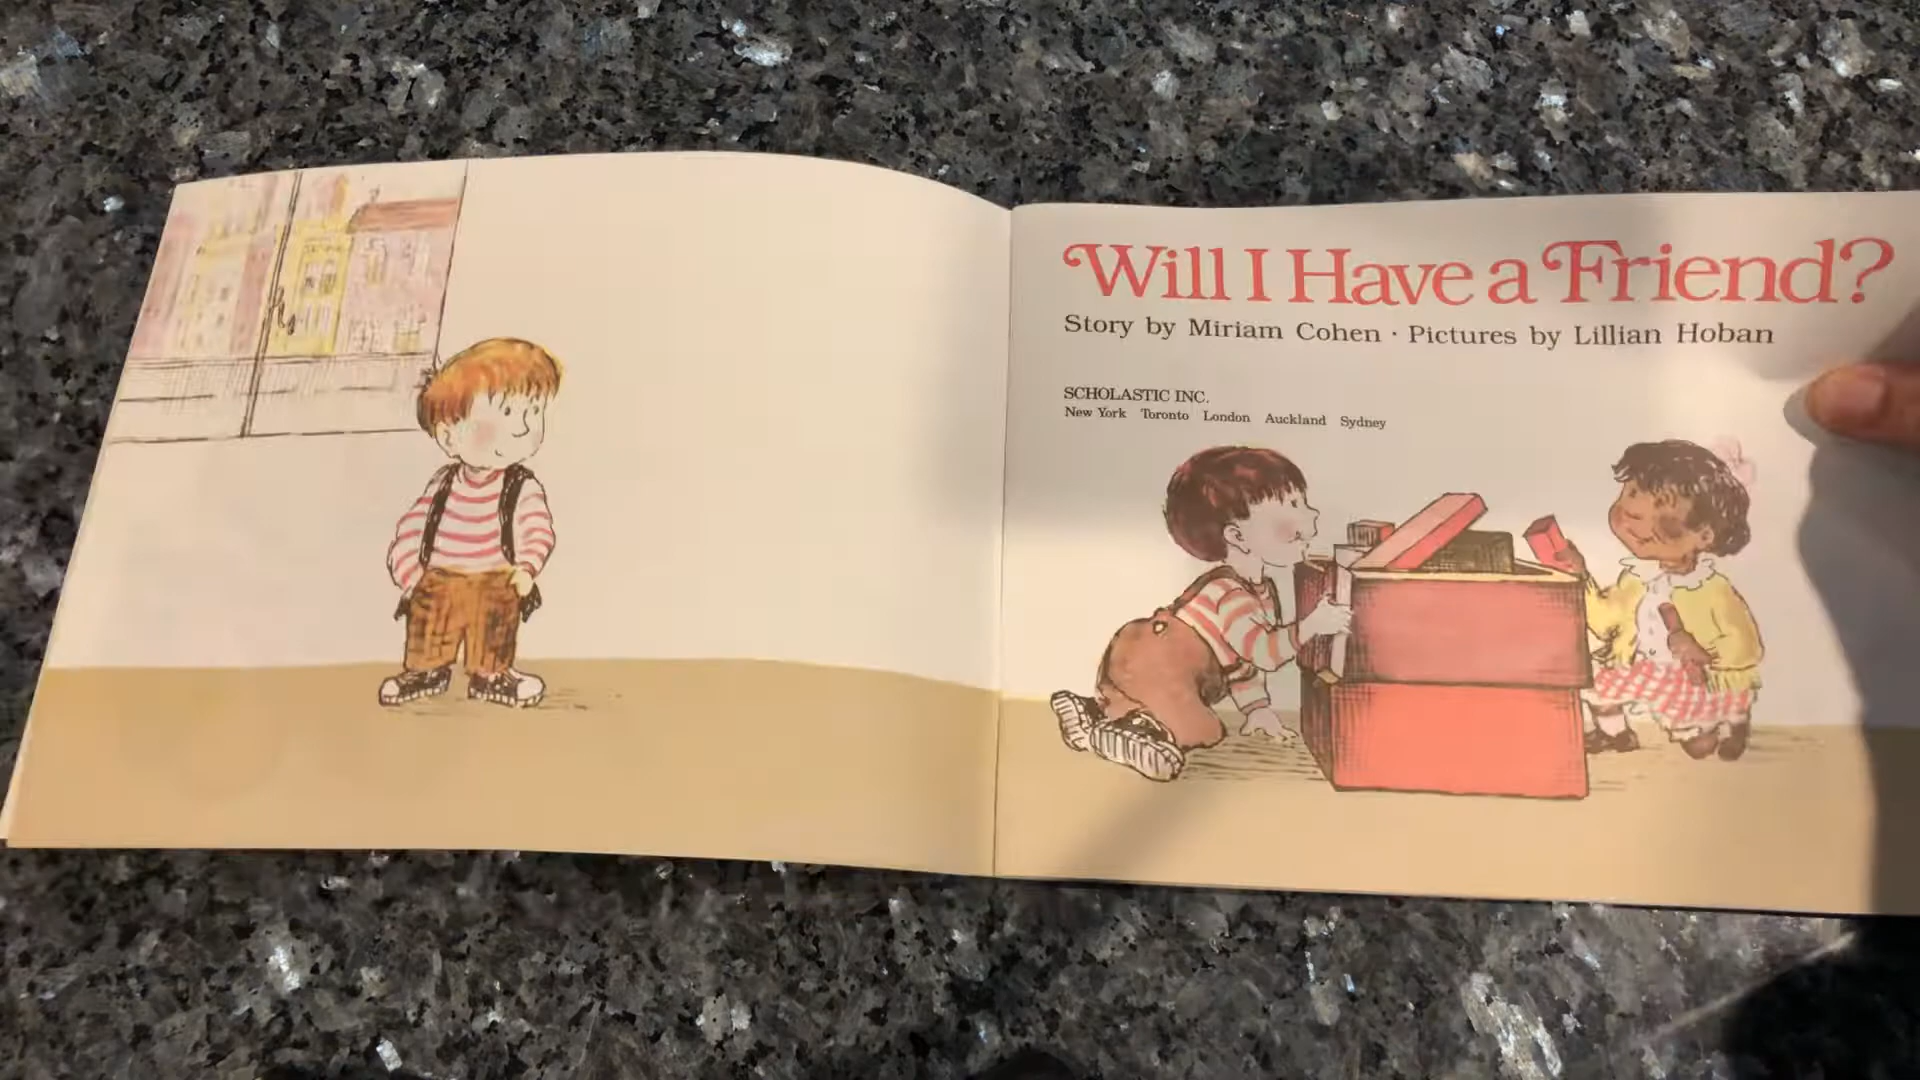 Will I Have a Friend?
Story by Miriam Cohen · Pictures by Lillian Hoban
SCHOLASTIC INC.
New York Toronto London Auckland Sydney